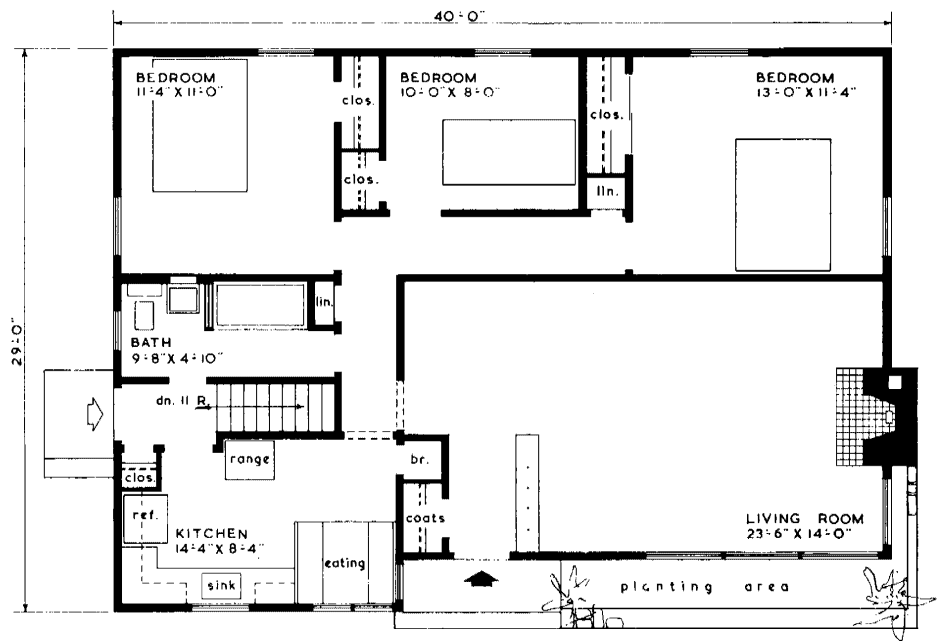 40'-0"
BEDROOM
11'-4" X 11'-0"
clos.
BEDROOM
10'-0" X 8'-0"
clos.
BEDROOM
13'-0" X 11'-4"
clos.
lin.
29'-0"
lin.
BATH
9'-8" X 4'-10"
dn. 11 R.
range
br.
clos.
ref.
coats
KITCHEN
14'-4" X 8'-4"
LIVING ROOM
23'-6" X 14'-0"
eating
sink
planting area